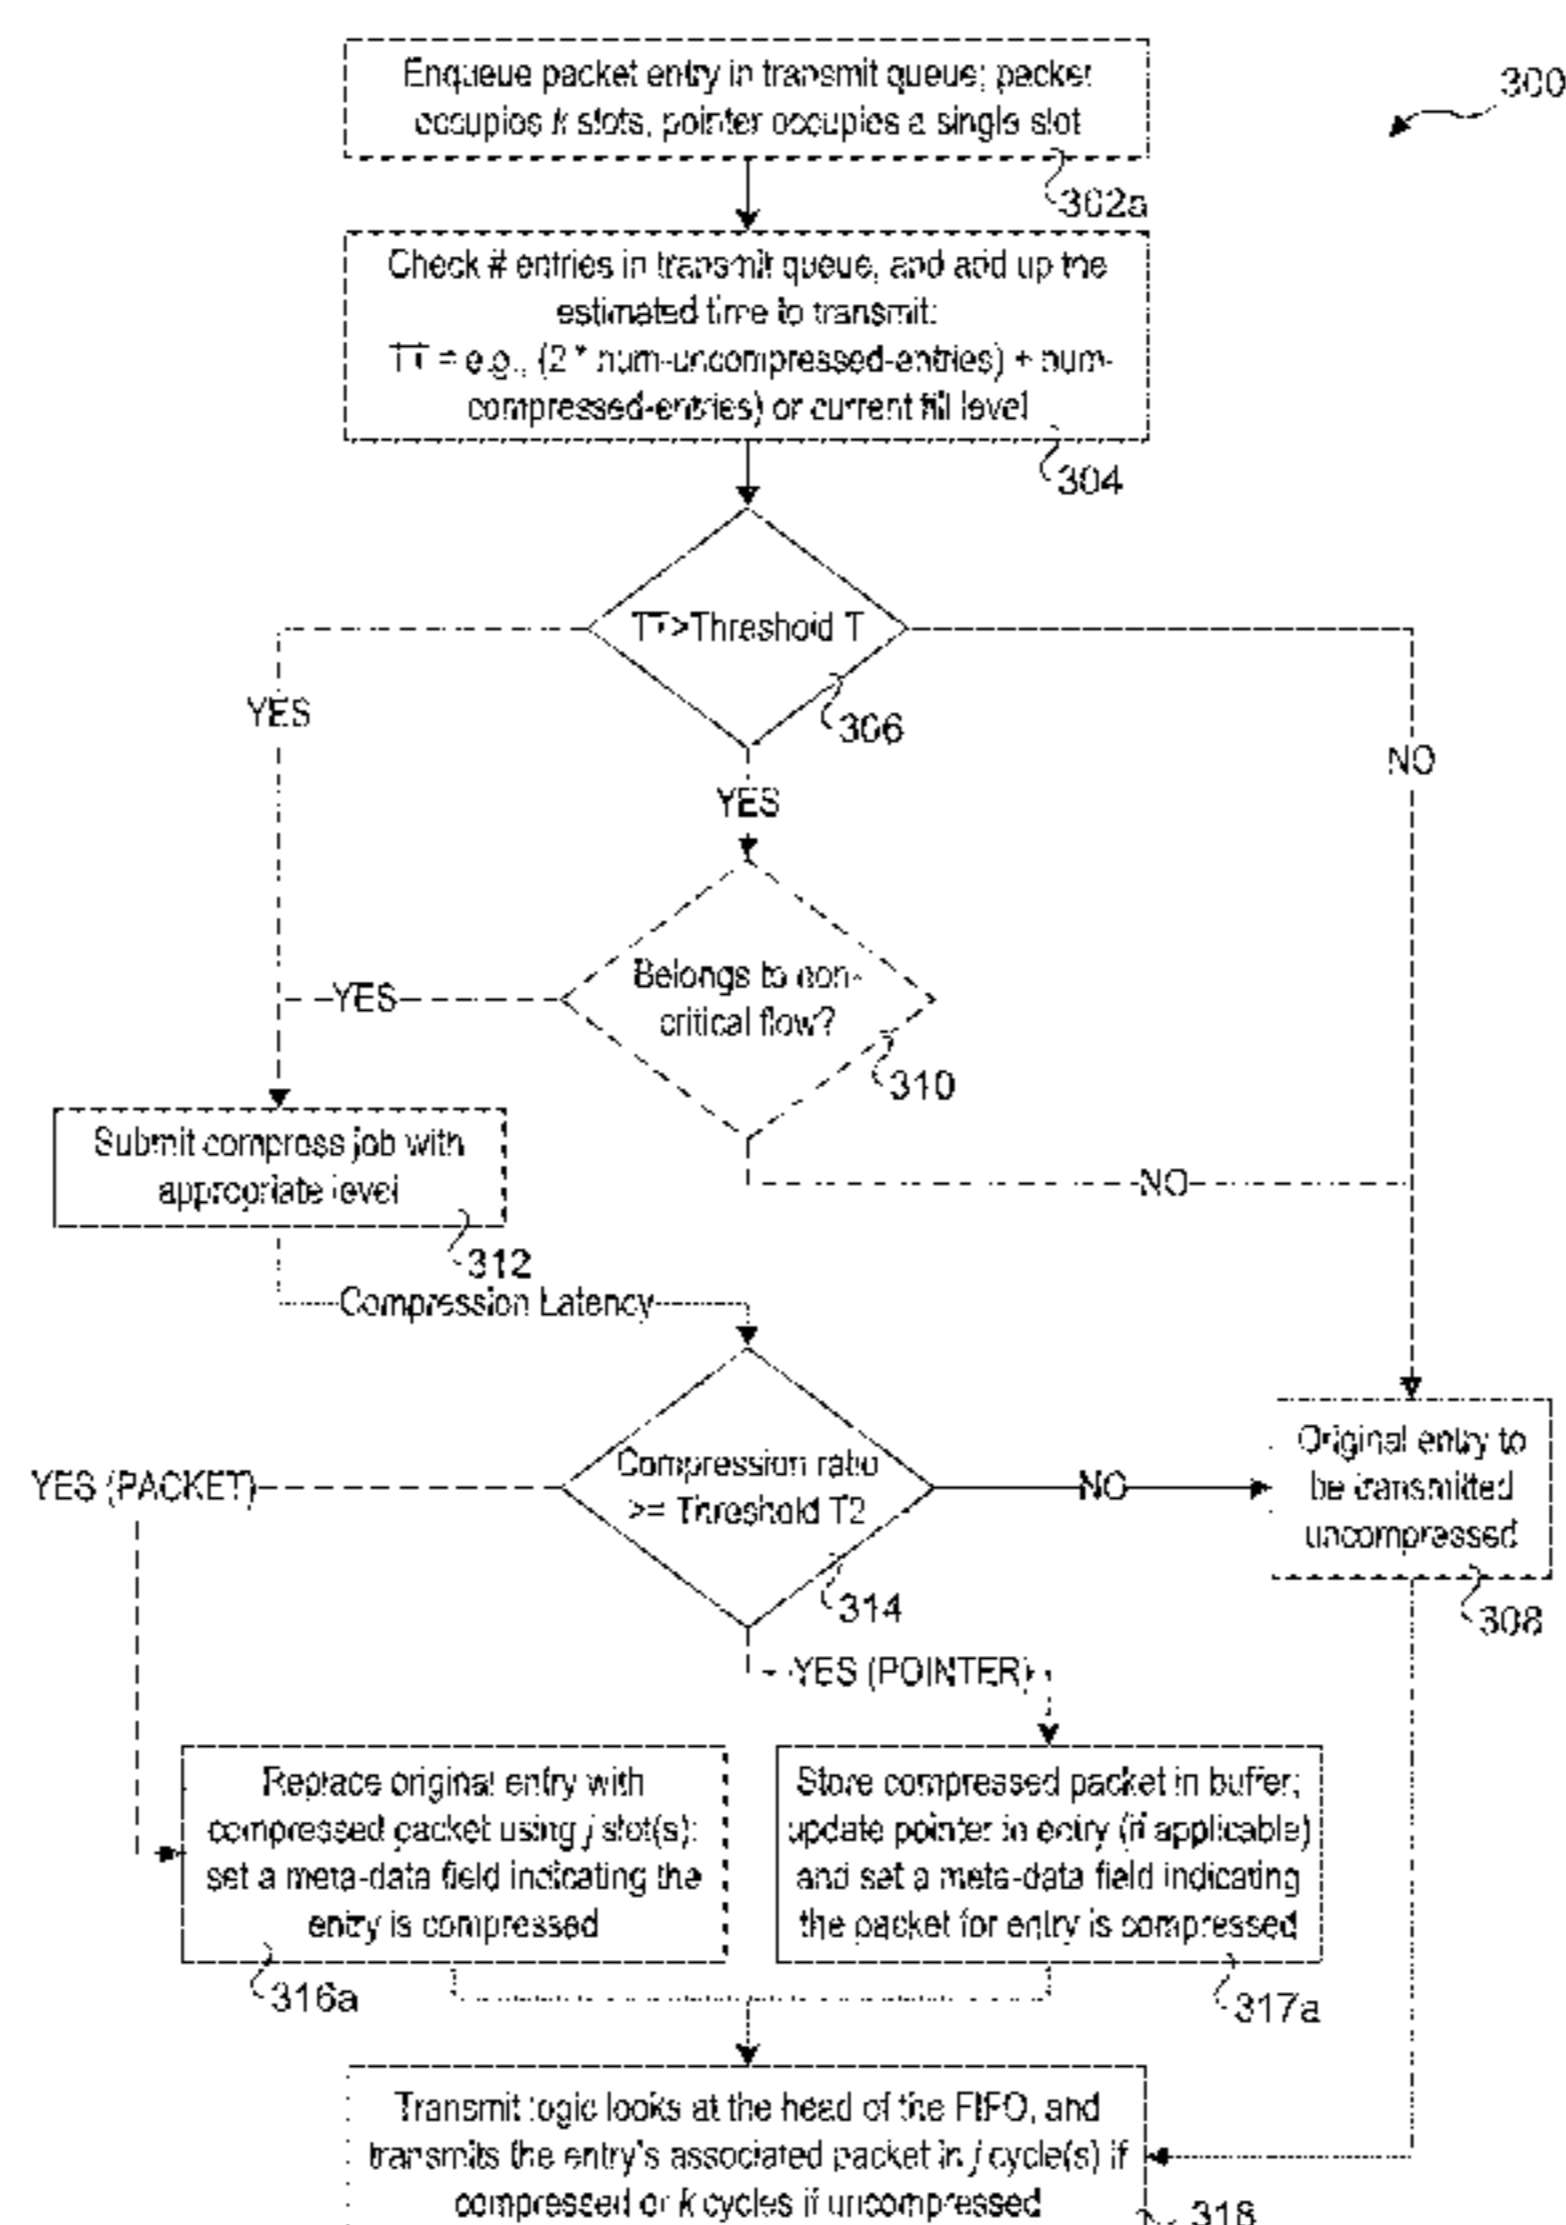 300
Enqueue packet entry in transmit queue; packet
occupies k slots, pointer occupies a single slot
302a
Check # entries in transmit queue, and add up the
estimated time to transmit:
TT = e.g., (2 * num-uncompressed-entries) + num-
compressed-entries) or current fill level
304
TT>Threshold T
306
YES
YES
NO
Belongs to non-
critical flow?
310
YES
NO
Submit compress job with
appropriate level
312
Compression Latency
Compression ratio
>= Threshold T2
314
YES (PACKET)
NO
Original entry to
be transmitted
uncompressed
308
YES (POINTER)
Replace original entry with
compressed packet using j slot(s);
set a meta-data field indicating the
entry is compressed
316a
Store compressed packet in buffer;
update pointer in entry (if applicable)
and set a meta-data field indicating
the packet for entry is compressed
317a
Transmit logic looks at the head of the FIFO, and
transmits the entry's associated packet in j cycle(s) if
compressed or k cycles if uncompressed
318